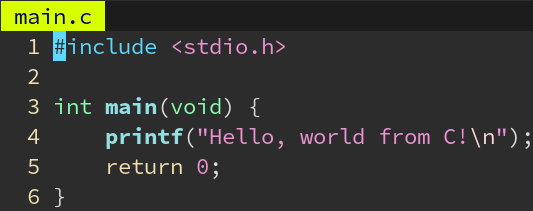 main.c
1 #include <stdio.h>
2
3 int main(void) {
4     printf("Hello, world from C!\n");
5     return 0;
6 }